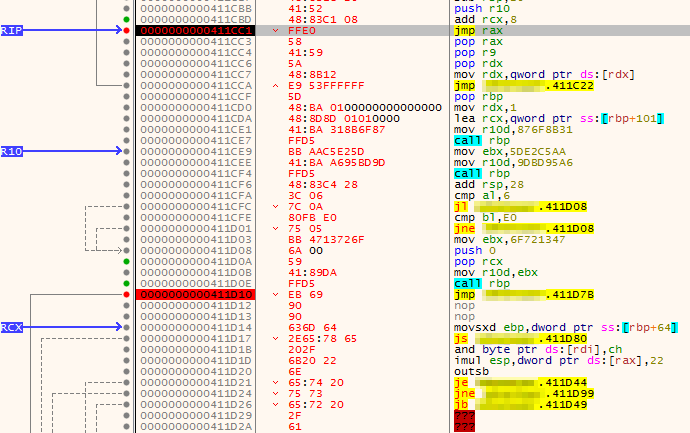 0000000000411CBB 41:52 push r10
0000000000411CBD 48:83C1 08 add rcx,8
RIP 0000000000411CC1 FFE0 jmp rax
0000000000411CC3 58 pop rax
0000000000411CC4 41:59 pop r9
0000000000411CC6 5A pop rdx
0000000000411CC7 48:8B12 mov rdx,qword ptr ds:[rdx]
0000000000411CCA E9 53FFFFFF jmp .411C22
0000000000411CCF 5D pop rbp
0000000000411CD0 48:BA 0100000000000000 mov rdx,1
0000000000411CDA 48:8D8D 01010000 lea rcx,qword ptr ss:[rbp+101]
0000000000411CE1 41:BA 318B6F87 mov r10d,876F8B31
0000000000411CE7 FFD5 call rbp
R10 0000000000411CE9 BB AAC5E25D mov ebx,5DE2C5AA
0000000000411CEE 41:BA A695BD9D mov r10d,9DBD95A6
0000000000411CF4 FFD5 call rbp
0000000000411CF6 48:83C4 28 add rsp,28
0000000000411CFA 3C 06 cmp al,6
0000000000411CFC 7C 0A jl .411D08
0000000000411CFE 80FB E0 cmp bl,E0
0000000000411D01 75 05 jne .411D08
0000000000411D03 BB 4713726F mov ebx,6F721347
0000000000411D08 6A 00 push 0
0000000000411D0A 59 pop rcx
0000000000411D0B 41:89DA mov r10d,ebx
0000000000411D0E FFD5 call rbp
0000000000411D10 EB 69 jmp .411D7B
0000000000411D12 90 nop
0000000000411D13 90 nop
RCX 0000000000411D14 636D 64 movsxd ebp,dword ptr ss:[rbp+64]
0000000000411D17 2E65:78 65 js .411D80
0000000000411D1B 202F and byte ptr ds:[rdi],ch
0000000000411D1D 6B20 22 imul esp,dword ptr ds:[rax],22
0000000000411D20 6E outsb
0000000000411D21 65:74 20 je .411D44
0000000000411D24 75 73 jne .411D99
0000000000411D26 65:72 20 jb .411D49
0000000000411D29 2F ???
0000000000411D2A 61 ???